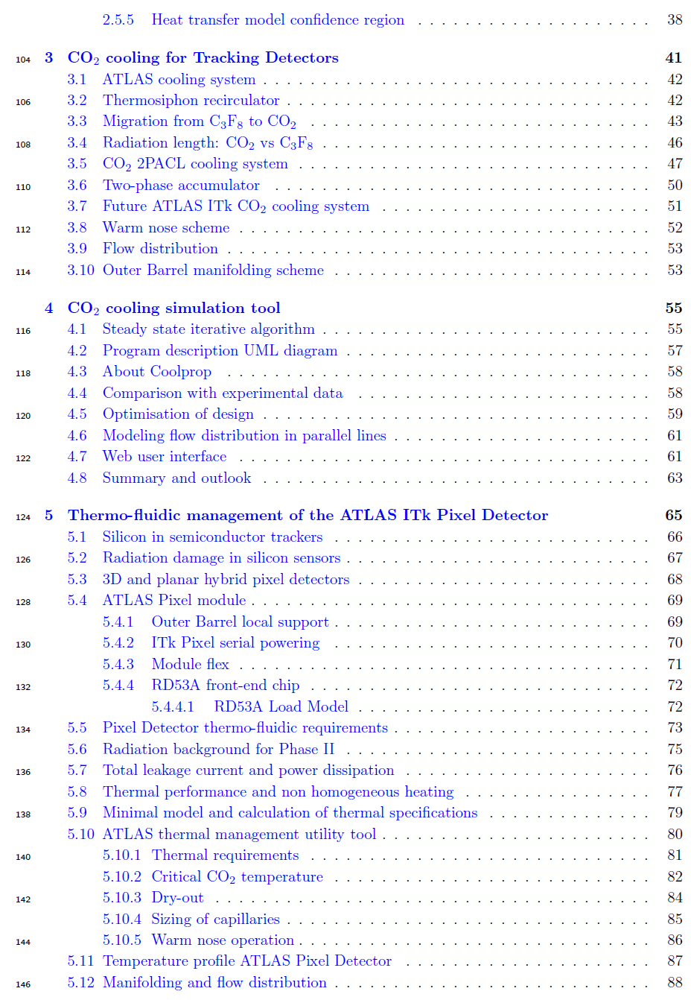 2.5.5 Heat transfer model confidence region . . . . . . . . . . . . . . . . . . . . 38
104 3 CO₂ cooling for Tracking Detectors 41
3.1 ATLAS cooling system . . . . . . . . . . . . . . . . . . . . . . . . . . . . . . . . . 42
106 3.2 Thermosiphon recirculator . . . . . . . . . . . . . . . . . . . . . . . . . . . . . . . 42
3.3 Migration from C₃F₈ to CO₂ . . . . . . . . . . . . . . . . . . . . . . . . . . . . . 43
108 3.4 Radiation length: CO₂ vs C₃F₈ . . . . . . . . . . . . . . . . . . . . . . . . . . . . 46
3.5 CO₂ 2PACL cooling system . . . . . . . . . . . . . . . . . . . . . . . . . . . . . . 47
110 3.6 Two-phase accumulator . . . . . . . . . . . . . . . . . . . . . . . . . . . . . . . . 50
3.7 Future ATLAS ITk CO₂ cooling system . . . . . . . . . . . . . . . . . . . . . . . 51
112 3.8 Warm nose scheme . . . . . . . . . . . . . . . . . . . . . . . . . . . . . . . . . . . 52
3.9 Flow distribution . . . . . . . . . . . . . . . . . . . . . . . . . . . . . . . . . . . . 53
114 3.10 Outer Barrel manifolding scheme . . . . . . . . . . . . . . . . . . . . . . . . . . . 53
4 CO₂ cooling simulation tool 55
116 4.1 Steady state iterative algorithm . . . . . . . . . . . . . . . . . . . . . . . . . . . . 55
4.2 Program description UML diagram . . . . . . . . . . . . . . . . . . . . . . . . . . 57
118 4.3 About Coolprop . . . . . . . . . . . . . . . . . . . . . . . . . . . . . . . . . . . . 58
4.4 Comparison with experimental data . . . . . . . . . . . . . . . . . . . . . . . . . 58
120 4.5 Optimisation of design . . . . . . . . . . . . . . . . . . . . . . . . . . . . . . . . . 59
4.6 Modeling flow distribution in parallel lines . . . . . . . . . . . . . . . . . . . . . . 61
122 4.7 Web user interface . . . . . . . . . . . . . . . . . . . . . . . . . . . . . . . . . . . 61
4.8 Summary and outlook . . . . . . . . . . . . . . . . . . . . . . . . . . . . . . . . . 63
124 5 Thermo-fluidic management of the ATLAS ITk Pixel Detector 65
5.1 Silicon in semiconductor trackers . . . . . . . . . . . . . . . . . . . . . . . . . . . 66
126 5.2 Radiation damage in silicon sensors . . . . . . . . . . . . . . . . . . . . . . . . . . 67
5.3 3D and planar hybrid pixel detectors . . . . . . . . . . . . . . . . . . . . . . . . . 68
128 5.4 ATLAS Pixel module . . . . . . . . . . . . . . . . . . . . . . . . . . . . . . . . . . 69
5.4.1 Outer Barrel local support . . . . . . . . . . . . . . . . . . . . . . . . . . . 69
130 5.4.2 ITk Pixel serial powering . . . . . . . . . . . . . . . . . . . . . . . . . . . 70
5.4.3 Module flex . . . . . . . . . . . . . . . . . . . . . . . . . . . . . . . . . . . 71
132 5.4.4 RD53A front-end chip . . . . . . . . . . . . . . . . . . . . . . . . . . . . . 72
5.4.4.1 RD53A Load Model . . . . . . . . . . . . . . . . . . . . . . . . . 72
134 5.5 Pixel Detector thermo-fluidic requirements . . . . . . . . . . . . . . . . . . . . . . 73
5.6 Radiation background for Phase II . . . . . . . . . . . . . . . . . . . . . . . . . . 75
136 5.7 Total leakage current and power dissipation . . . . . . . . . . . . . . . . . . . . . 76
5.8 Thermal performance and non homogeneous heating . . . . . . . . . . . . . . . . 77
138 5.9 Minimal model and calculation of thermal specifications . . . . . . . . . . . . . . 79
5.10 ATLAS thermal management utility tool . . . . . . . . . . . . . . . . . . . . . . . 80
140 5.10.1 Thermal requirements . . . . . . . . . . . . . . . . . . . . . . . . . . . . . 81
5.10.2 Critical CO₂ temperature . . . . . . . . . . . . . . . . . . . . . . . . . . . 82
142 5.10.3 Dry-out . . . . . . . . . . . . . . . . . . . . . . . . . . . . . . . . . . . . . 84
5.10.4 Sizing of capillaries . . . . . . . . . . . . . . . . . . . . . . . . . . . . . . . 85
144 5.10.5 Warm nose operation . . . . . . . . . . . . . . . . . . . . . . . . . . . . . . 86
5.11 Temperature profile ATLAS Pixel Detector . . . . . . . . . . . . . . . . . . . . . 87
146 5.12 Manifolding and flow distribution . . . . . . . . . . . . . . . . . . . . . . . . . . . 88